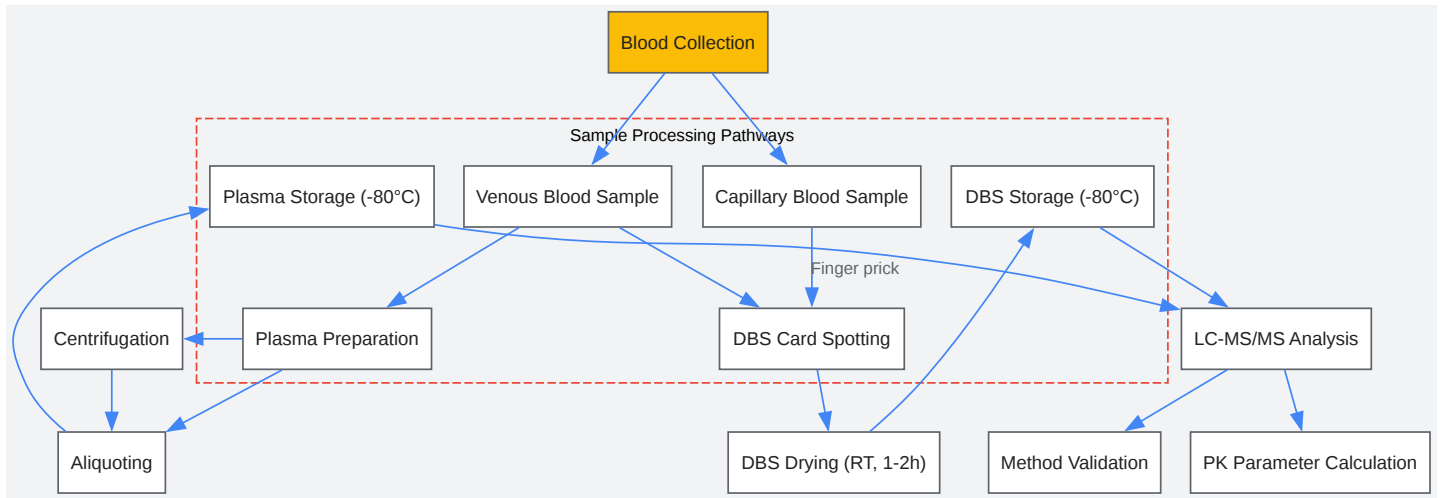 Blood Collection
Sample Processing Pathways
Plasma Storage (-80°C)
Venous Blood Sample
Capillary Blood Sample
DBS Storage (-80°C)
Finger prick
Centrifugation
Plasma Preparation
DBS Card Spotting
LC-MS/MS Analysis
Aliquoting
DBS Drying (RT, 1-2h)
Method Validation
PK Parameter Calculation